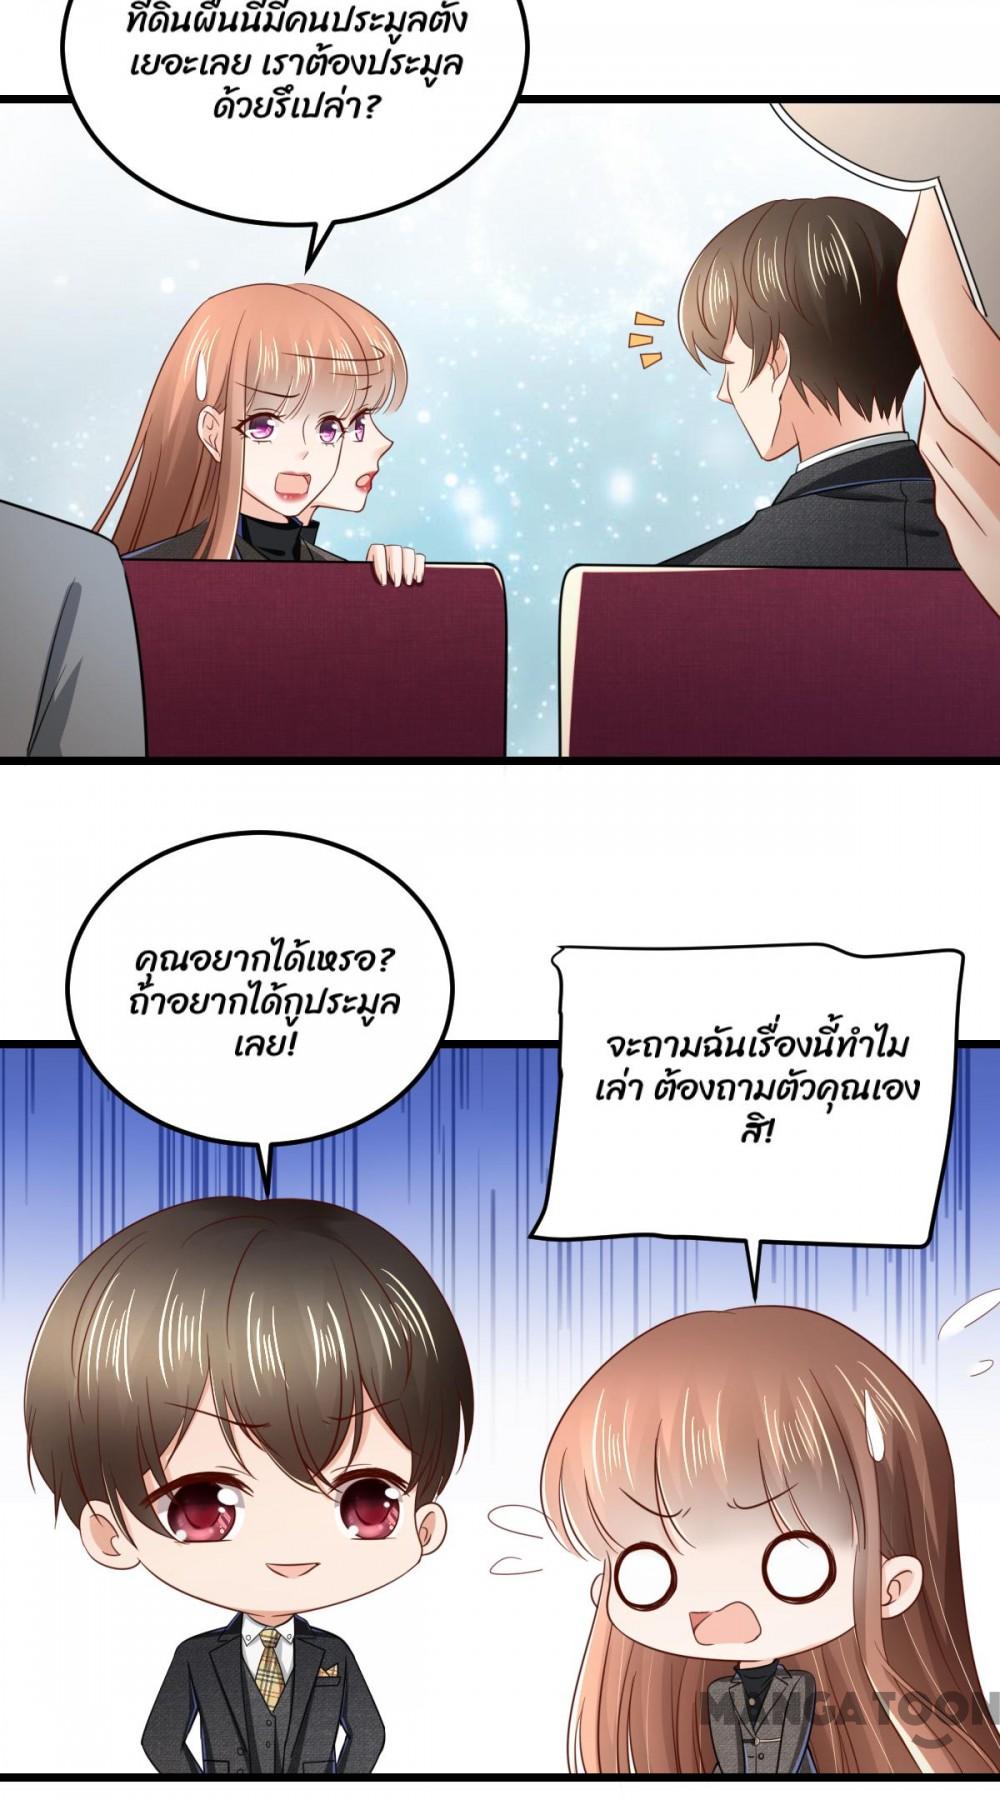 ที่ดินผืนนี้มีคนประมูลตั้ง
เยอะเลย เราต้องประมูล
ด้วยรึเปล่า?
คุณอยากได้เหรอ?
ถ้าอยากได้กูประมูล
เลย!
จะถามฉันเรื่องนี้ทำไม
เล่า ต้องถามตัวคุณเอง
สิ!
MANGATOON